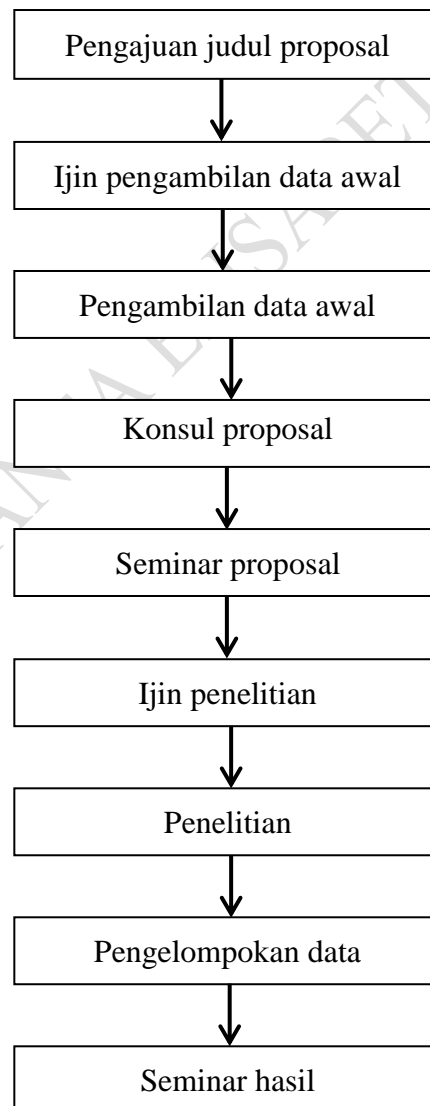 Pengajuan judul proposal
Ijin pengambilan data awal
Pengambilan data awal
Konsul proposal
Seminar proposal
Ijin penelitian
Penelitian
Pengelompokan data
Seminar hasil